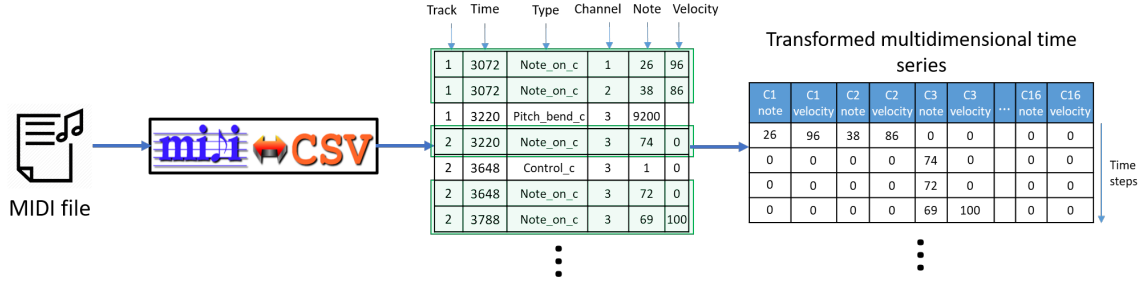 Track Time Type Channel Note Velocity
1 3072 Note_on_c 1 26 96
1 3072 Note_on_c 2 38 86
1 3220 Pitch_bend_c 3 9200
2 3220 Note_on_c 3 74 0
2 3648 Control_c 3 1 0
2 3648 Note_on_c 3 72 0
2 3788 Note_on_c 3 69 100
MIDI file
midi CSV
Transformed multidimensional time
series
C1 C1 C2 C2 C3 C3 ... C16 C16
note velocity note velocity note velocity note velocity
26 96 38 86 0 0 0 0
0 0 0 0 74 0 0 0
0 0 0 0 72 0 0 0
0 0 0 0 69 100 0 0
Time
steps